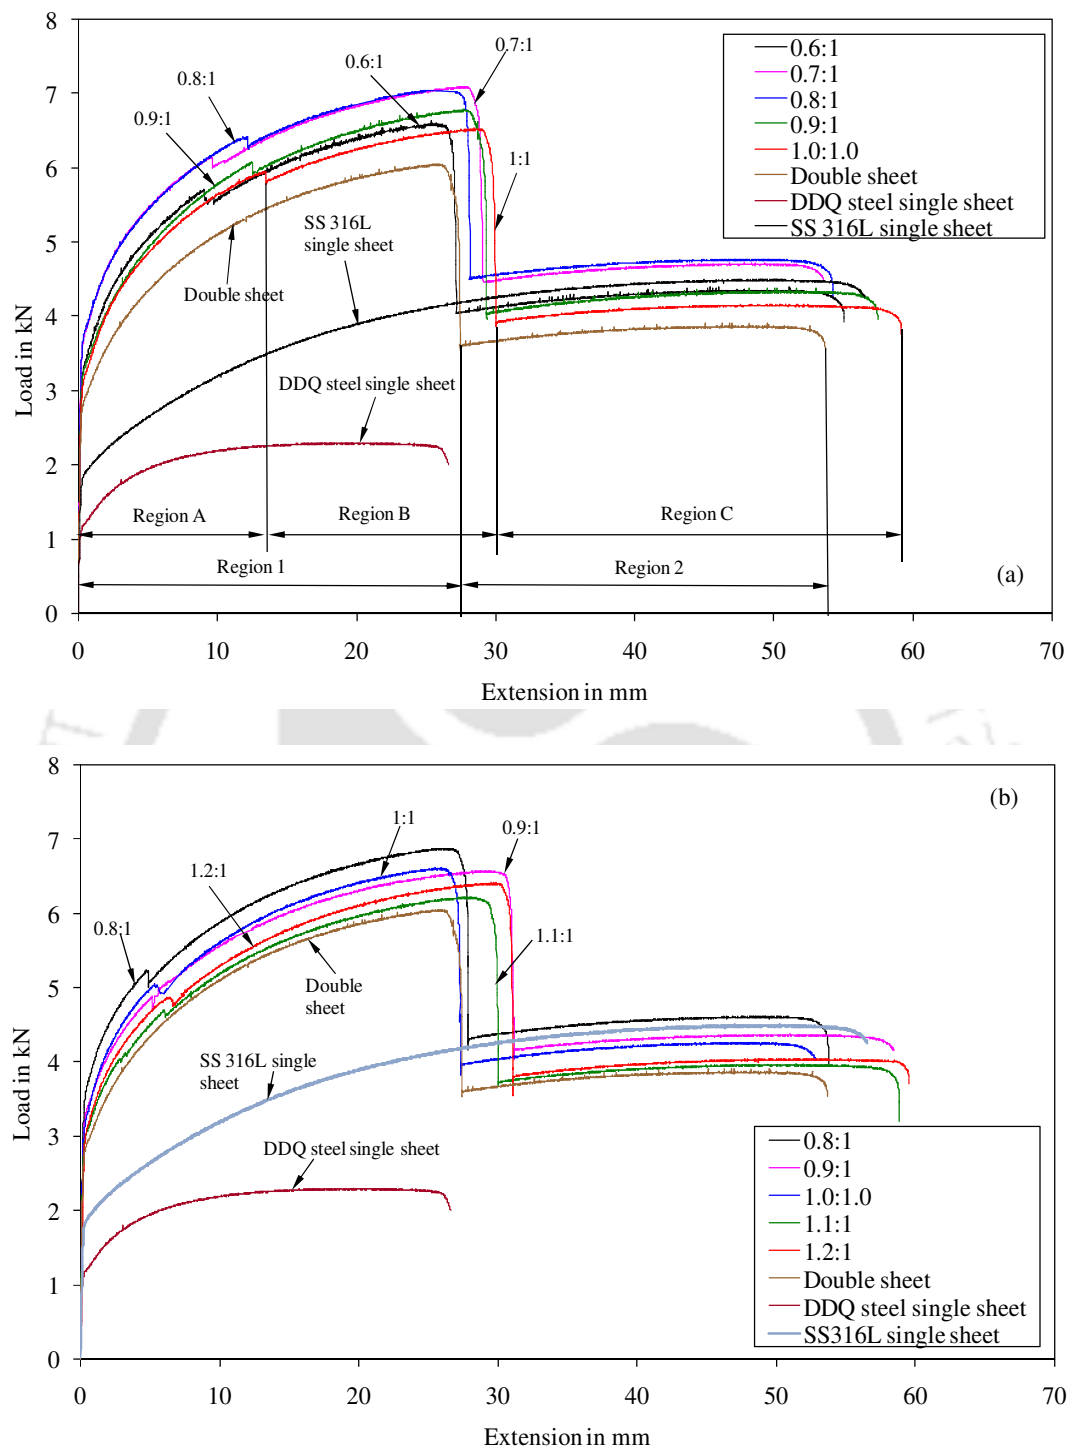 8
7
6
5
4
3
2
1
0
Load in kN
0.7:1
0.6:1
0.8:1
0.9:1
1:1
SS 316L
single sheet
Double sheet
DDQ steel single sheet
0.6:1
0.7:1
0.8:1
0.9:1
1.0:1.0
Double sheet
DDQ steel single sheet
SS 316L single sheet
Region A
Region B
Region C
Region 1
Region 2
(a)
0 10 20 30 40 50 60 70
Extension in mm
8
7
6
5
4
3
2
1
0
Load in kN
(b)
1:1
0.9:1
1.2:1
0.8:1
1.1:1
Double
sheet
SS 316L single
sheet
DDQ steel single sheet
0.8:1
0.9:1
1.0:1.0
1.1:1
1.2:1
Double sheet
DDQ steel single sheet
SS316L single sheet
0 10 20 30 40 50 60 70
Extension in mm